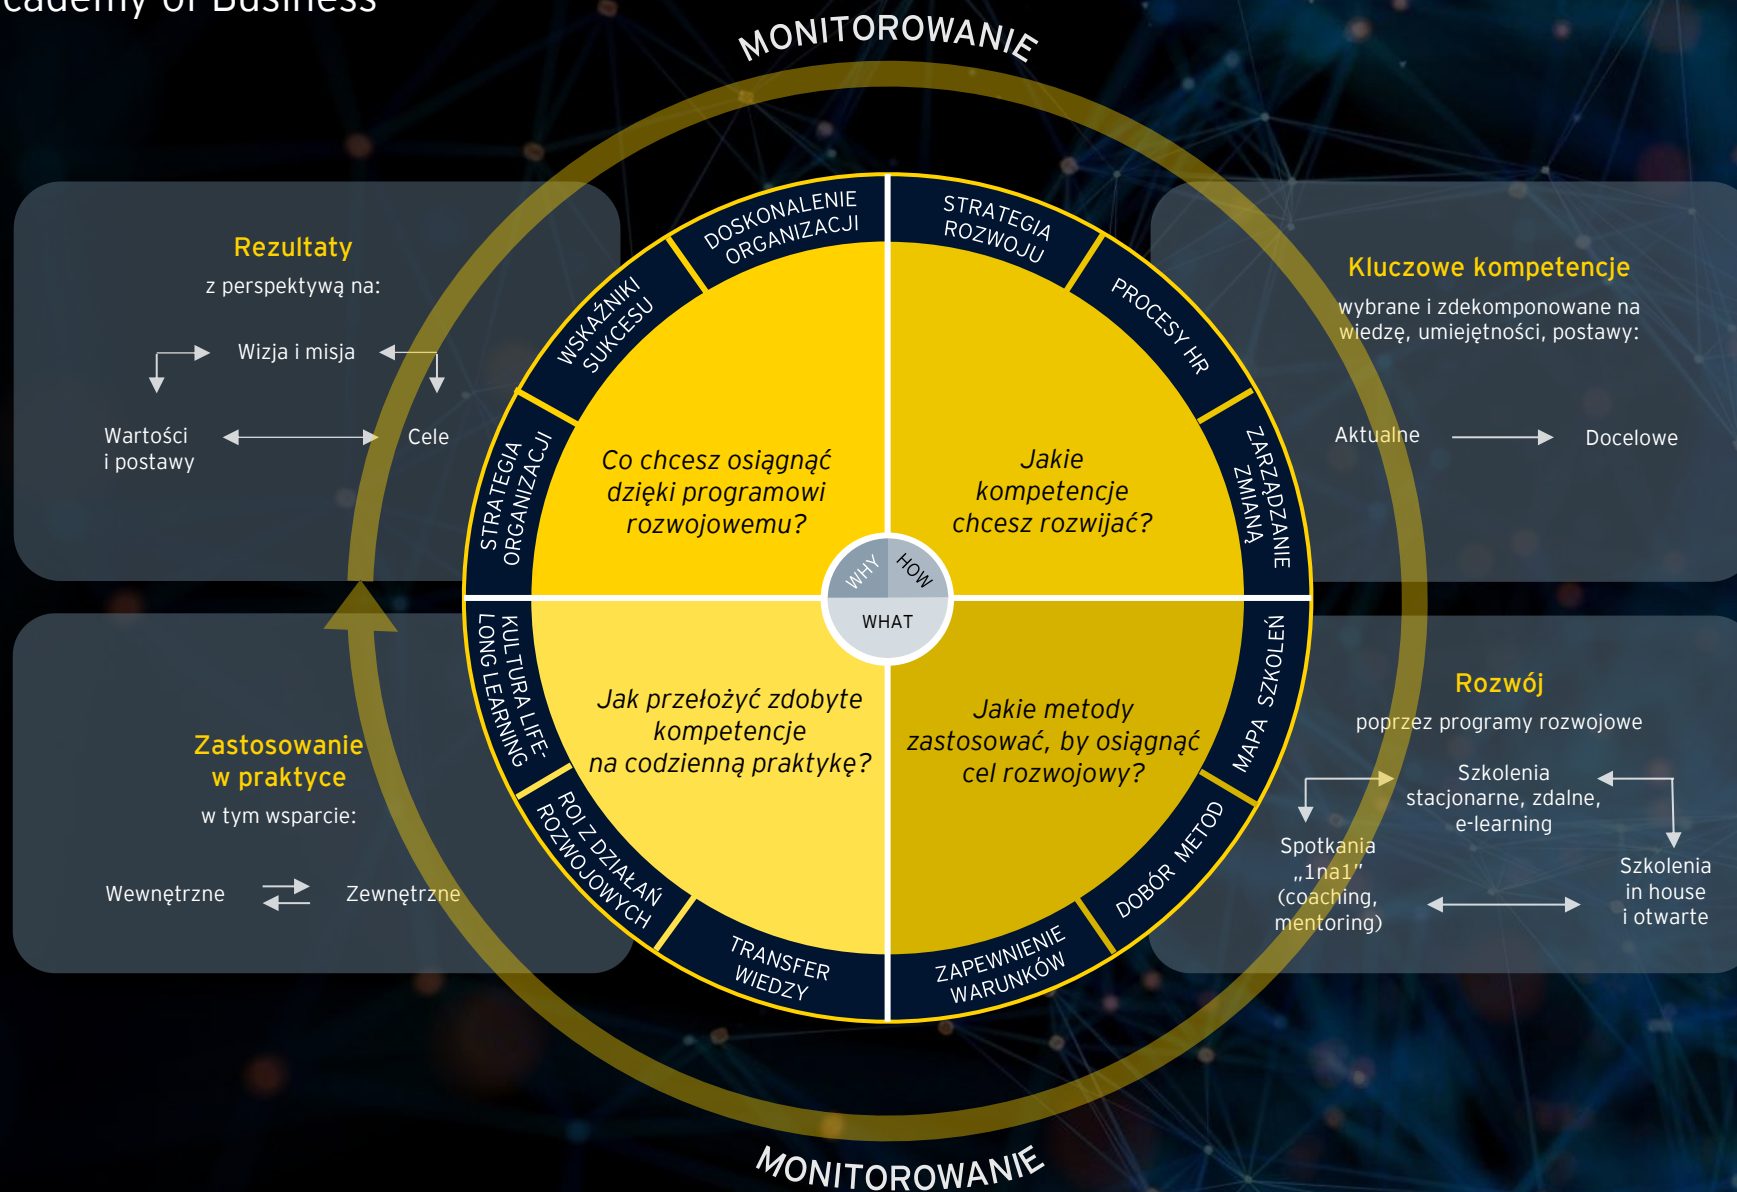 cademy of Business
MONITOROWANIE
Rezultaty
z perspektywą na:
Wizja i misja
Wartości
i postawy
Cele
Kluczowe kompetencje
wybrane i zdekomponowane na
wiedzę, umiejętności, postawy:
Aktualne
Docelowe
STRATEGIA
ORGANIZACJI
WSKAŹNIKI
SUKCESU
DOSKONALENIE
ORGANIZACJI
STRATEGIA
ROZWOJU
PROCESY HR
ZARZĄDZANIE
ZMIANĄ
Co chcesz osiągnąć
dzięki programowi
rozwojowemu?
Jakie
kompetencje
chcesz rozwijać?
WHY
HOW
WHAT
Jak przełożyć zdobyte
kompetencje
na codzienną praktykę?
Jakie metody
zastosować, by osiągnąć
cel rozwojowy?
MAPA SZKOLEŃ
DOBÓR METOD
ZAPEWNIENIE
WARUNKÓW
TRANSFER
WIEDZY
ROI Z DZIAŁAŃ
ROZWOJOWYCH
KULTURA LIFE-
LONG LEARNING
Zastosowanie
w praktyce
w tym wsparcie:
Wewnętrzne
Zewnętrzne
Rozwój
poprzez programy rozwojowe
Szkolenia
stacjonarne, zdalne,
e-learning
Spotkania
„1na1”
(coaching,
mentoring)
Szkolenia
in house
i otwarte
MONITOROWANIE